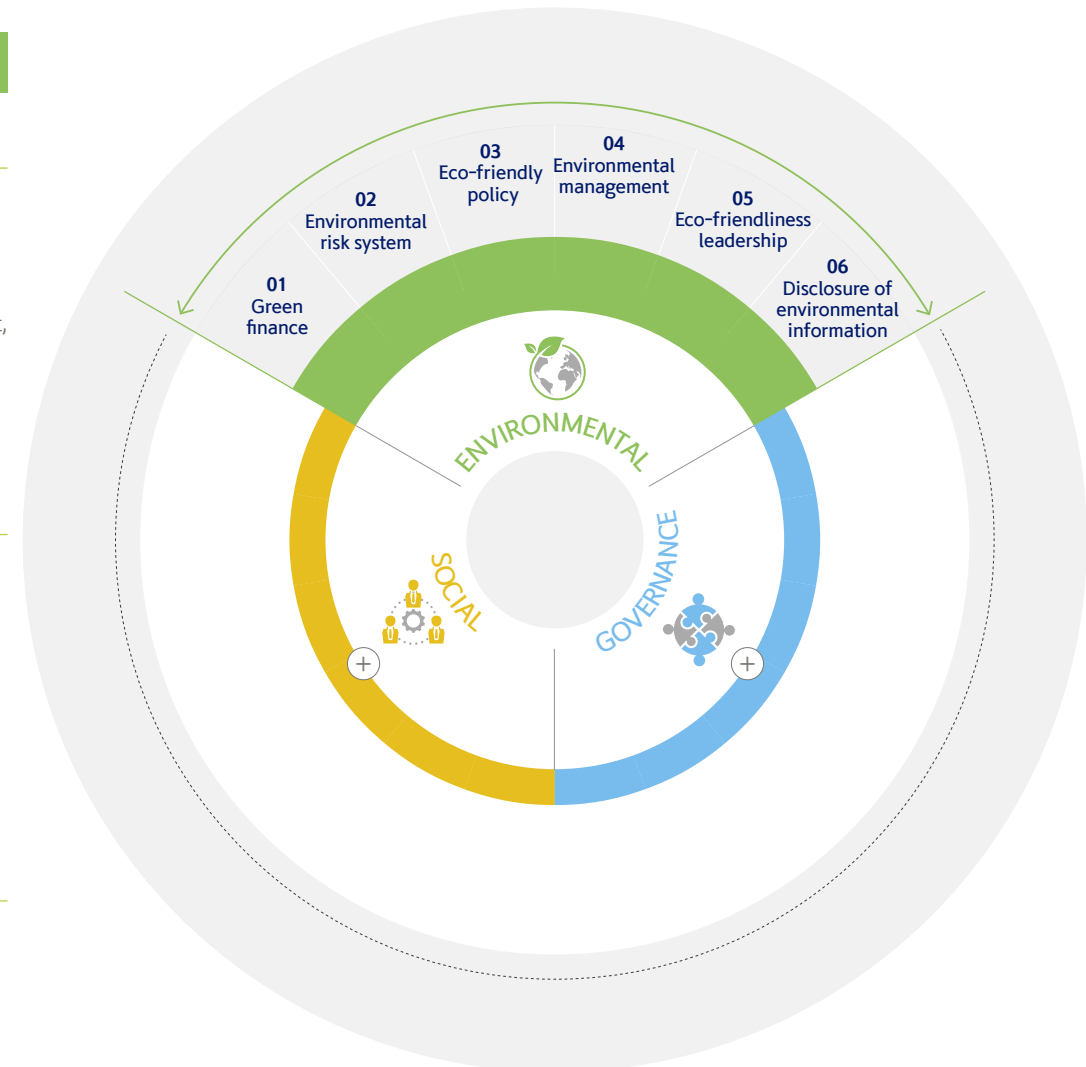 01
Green
finance
02
Environmental
risk system
03
Eco-friendly
policy
04
Environmental
management
05
Eco-friendliness
leadership
06
Disclosure of
environmental
information
ENVIRONMENTAL
SOCIAL
GOVERNANCE